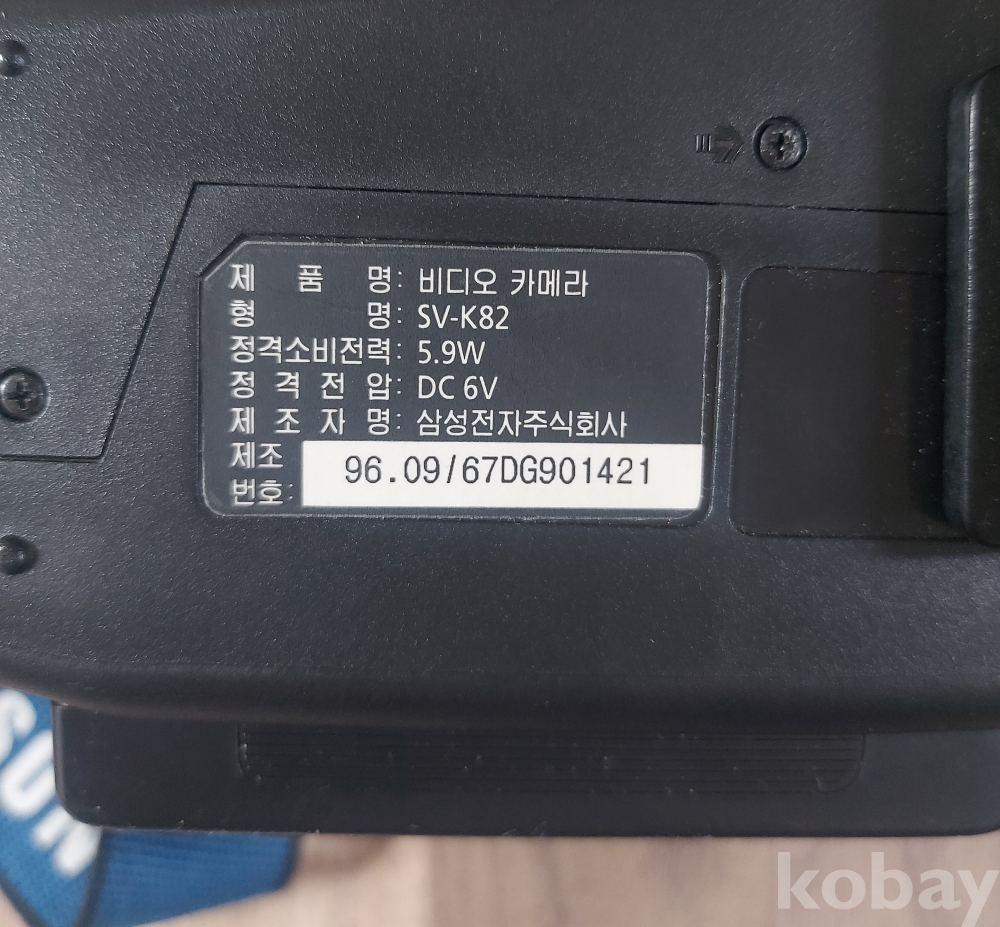 제 품 명: 비디오 카메라
형 명: SV-K82
정격소비전력: 5.9W
정 격 전 압: DC 6V
제 조 자 명: 삼성전자주식회사
제조
번호: 96.09/67DG901421
SUN
kobay